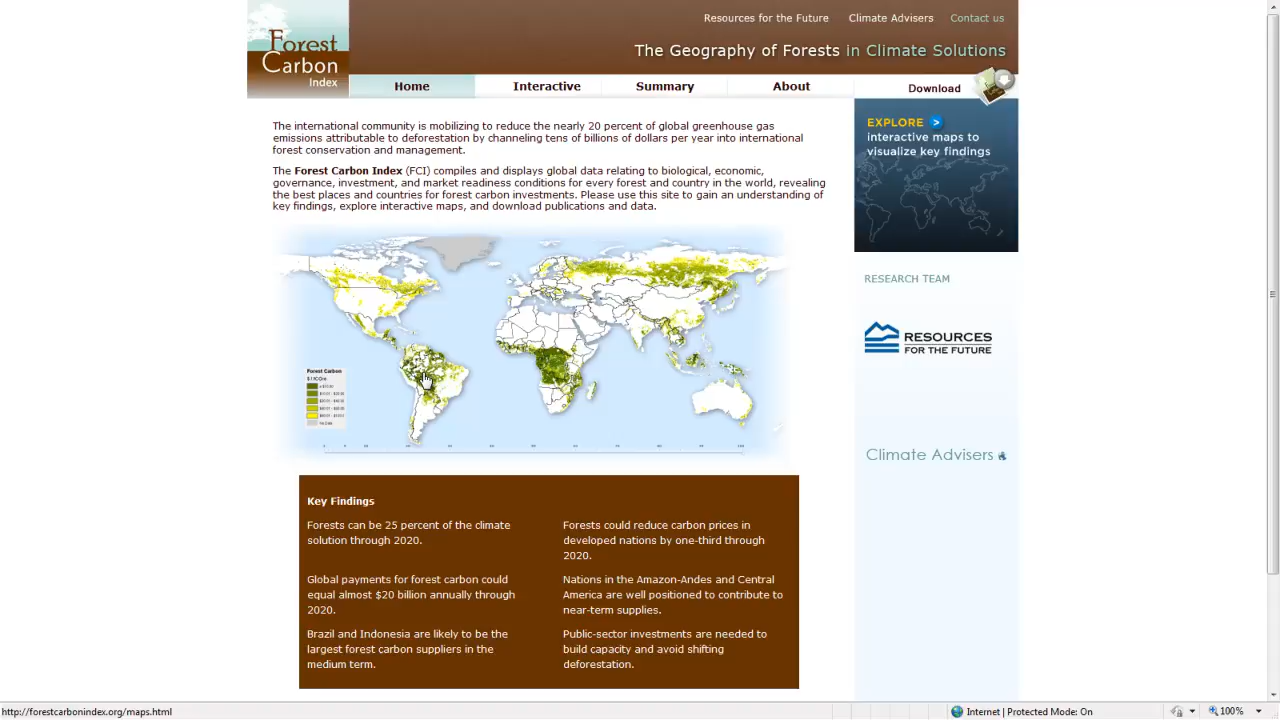 Resources for the Future Climate Advisers Contact us
Forest
Carbon
Index
The Geography of Forests in Climate Solutions
Home Interactive Summary About Download
The international community is mobilizing to reduce the nearly 20 percent of global greenhouse gas
emissions attributable to deforestation by channeling tens of billions of dollars per year into international
forest conservation and management.
The Forest Carbon Index (FCI) compiles and displays global data relating to biological, economic,
governance, investment, and market readiness conditions for every forest and country in the world, revealing
the best places and countries for forest carbon investments. Please use this site to gain an understanding of
key findings, explore interactive maps, and download publications and data.
EXPLORE >
interactive maps to
visualize key findings
RESEARCH TEAM
RESOURCES
FOR THE FUTURE
Climate Advisers
Forest Carbon
Key Findings
Forests can be 25 percent of the climate
solution through 2020.
Forests could reduce carbon prices in
developed nations by one-third through
2020.
Global payments for forest carbon could
equal almost $20 billion annually through
2020.
Nations in the Amazon-Andes and Central
America are well positioned to contribute to
near-term supplies.
Brazil and Indonesia are likely to be the
largest forest carbon suppliers in the
medium term.
Public-sector investments are needed to
build capacity and avoid shifting
deforestation.
http://forestcarbonindex.org/maps.html
Internet | Protected Mode: On
100%